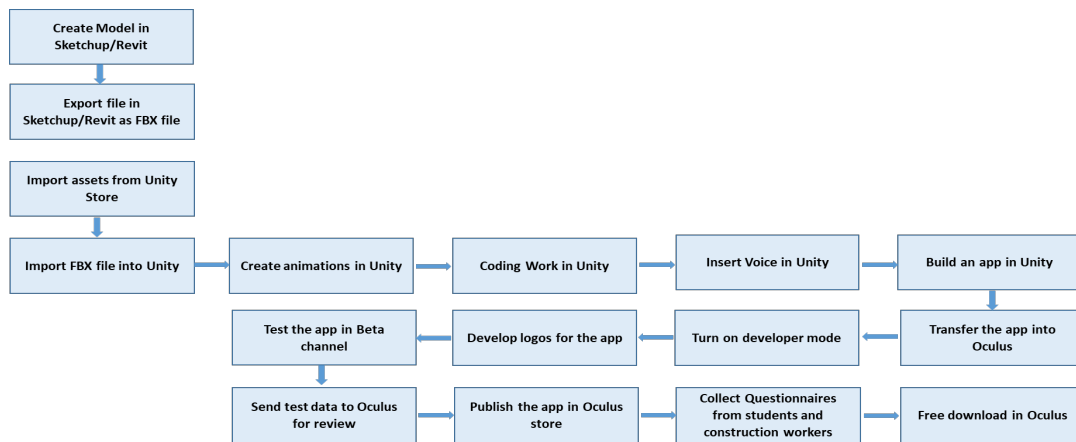 Create Model in
Sketchup/Revit
Export file in
Sketchup/Revit as FBX file
Import assets from Unity
Store
Import FBX file into Unity
Create animations in Unity
Coding Work in Unity
Insert Voice in Unity
Build an app in Unity
Transfer the app into
Oculus
Turn on developer mode
Develop logos for the app
Test the app in Beta
channel
Send test data to Oculus
for review
Publish the app in Oculus
store
Collect Questionnaires
from students and
construction workers
Free download in Oculus